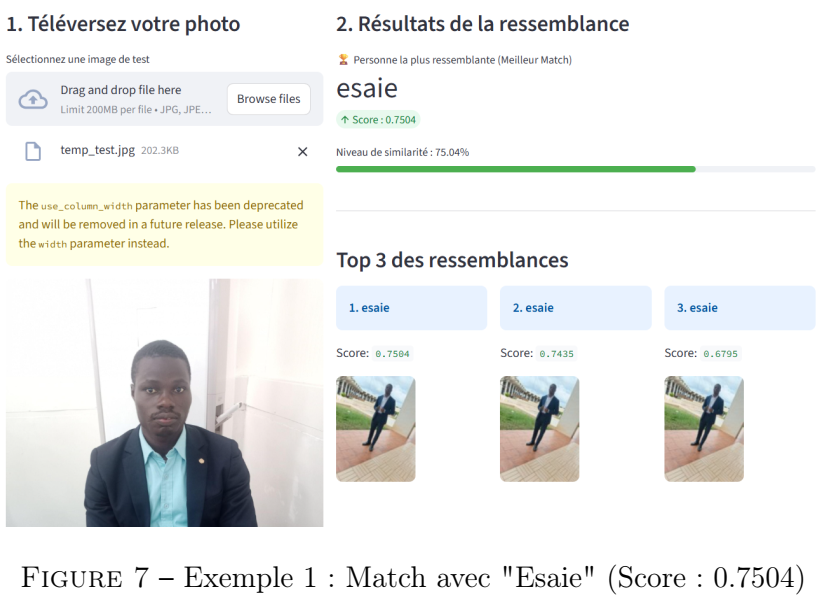 1. Téléversez votre photo
Sélectionnez une image de test
Drag and drop file here
Limit 200MB per file • JPG, JPE...
Browse files
temp_test.jpg 202.3KB
The use_column_width parameter has been deprecated
and will be removed in a future release. Please utilize
the width parameter instead.
2. Résultats de la ressemblance
🏆 Personne la plus ressemblante (Meilleur Match)
esaie
↑ Score : 0.7504
Niveau de similarité : 75.04%
Top 3 des ressemblances
1. esaie
2. esaie
3. esaie
Score: 0.7504
Score: 0.7435
Score: 0.6795
FIGURE 7 – Exemple 1 : Match avec "Esaie" (Score : 0.7504)